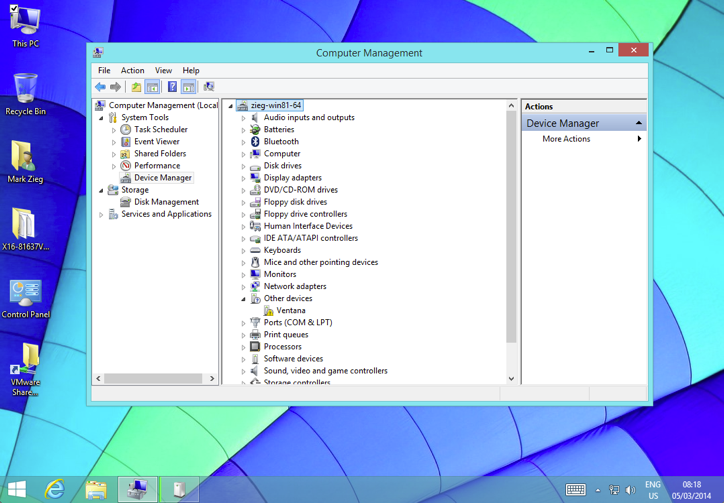 This PC
Recycle Bin
Mark Zieg
X16-81637V...
Control Panel
VMware
Share...
Computer Management
File Action View Help
Computer Management (Local
System Tools
Task Scheduler
Event Viewer
Shared Folders
Performance
Device Manager
Storage
Disk Management
Services and Applications
zieg-win81-64
Audio inputs and outputs
Batteries
Bluetooth
Computer
Disk drives
Display adapters
DVD/CD-ROM drives
Floppy disk drives
Floppy drive controllers
Human Interface Devices
IDE ATA/ATAPI controllers
Keyboards
Mice and other pointing devices
Monitors
Network adapters
Other devices
Ventana
Ports (COM & LPT)
Print queues
Processors
Software devices
Sound, video and game controllers
Storage controllers
Actions
Device Manager
More Actions
ENG
US
08:18
05/03/2014